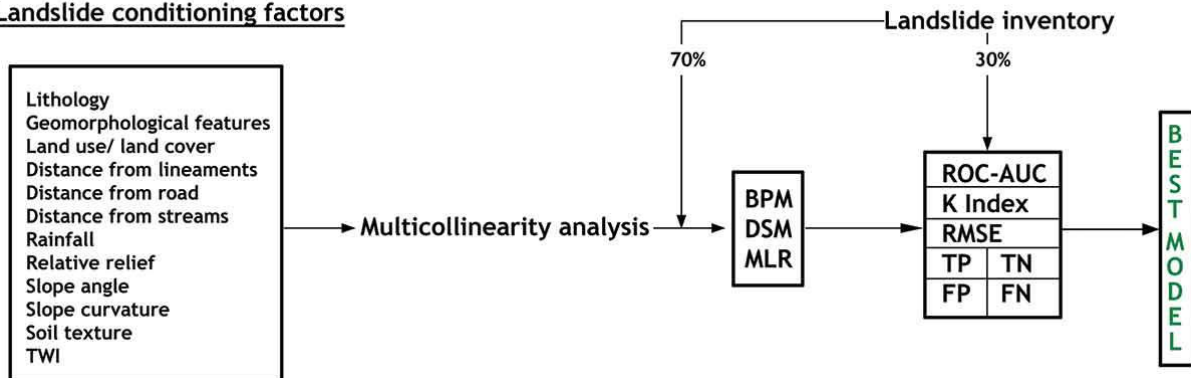 Landslide conditioning factors
Lithology
Geomorphological features
Land use/ land cover
Distance from lineaments
Distance from road
Distance from streams
Rainfall
Relative relief
Slope angle
Slope curvature
Soil texture
TWI
Multicollinearity analysis
Landslide inventory
70%
30%
BPM
DSM
MLR
ROC-AUC
K Index
RMSE
TP TN
FP FN
BEST MODEL